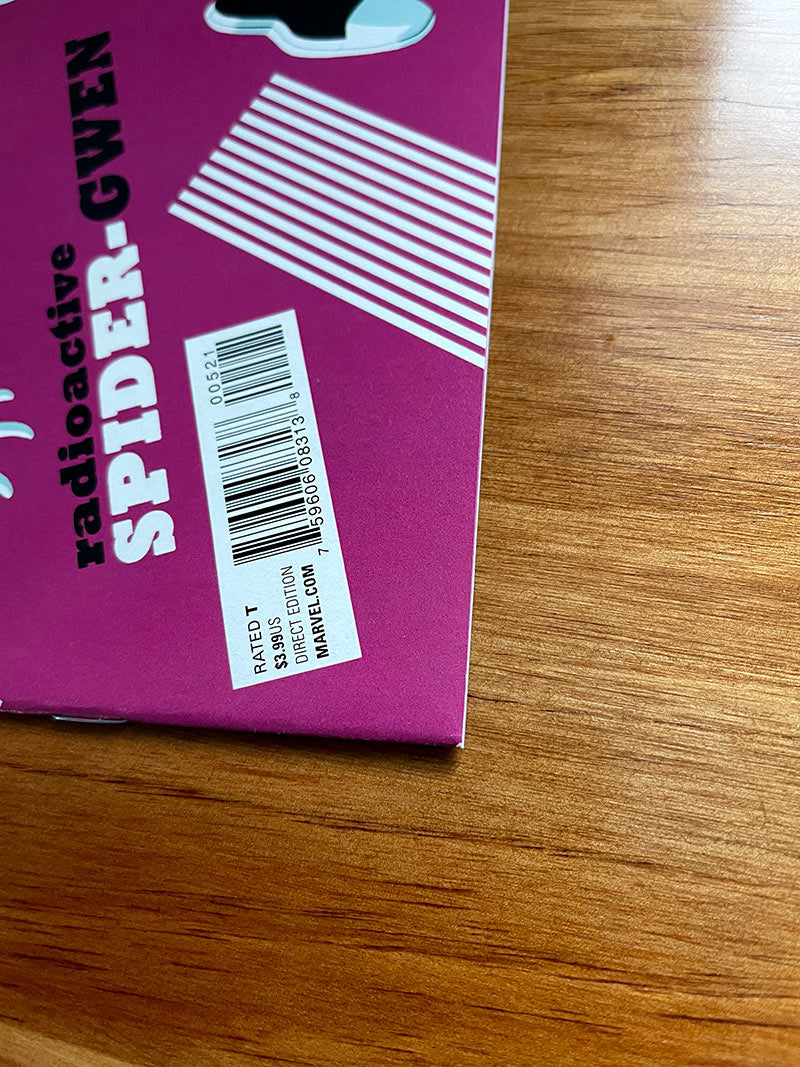 radioactive
SPIDER-GWEN
00521
7 59606 08313 8
RATED T
$3.99US
DIRECT EDITION
MARVEL.COM